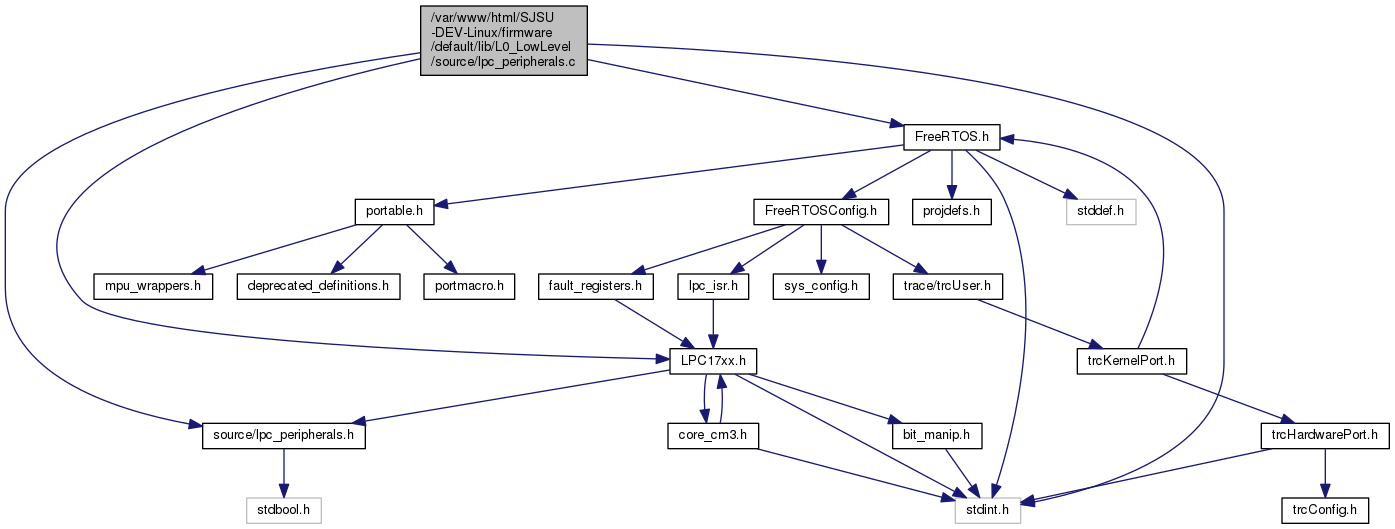 /var/www/html/SJSU
-DEV-Linux/firmware
/default/lib/L0_LowLevel
/source/lpc_peripherals.c
FreeRTOS.h
portable.h
FreeRTOSConfig.h
projdefs.h
stddef.h
mpu_wrappers.h
deprecated_definitions.h
portmacro.h
fault_registers.h
lpc_isr.h
sys_config.h
trace/trcUser.h
LPC17xx.h
trcKernelPort.h
source/lpc_peripherals.h
core_cm3.h
bit_manip.h
trcHardwarePort.h
stdbool.h
stdint.h
trcConfig.h